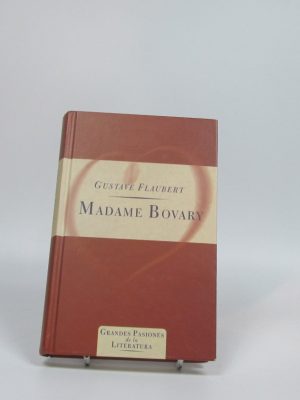 GUSTAVE FLAUBERT
MADAME BOVARY
GRANDES PASIONES
de la
LITERATURA